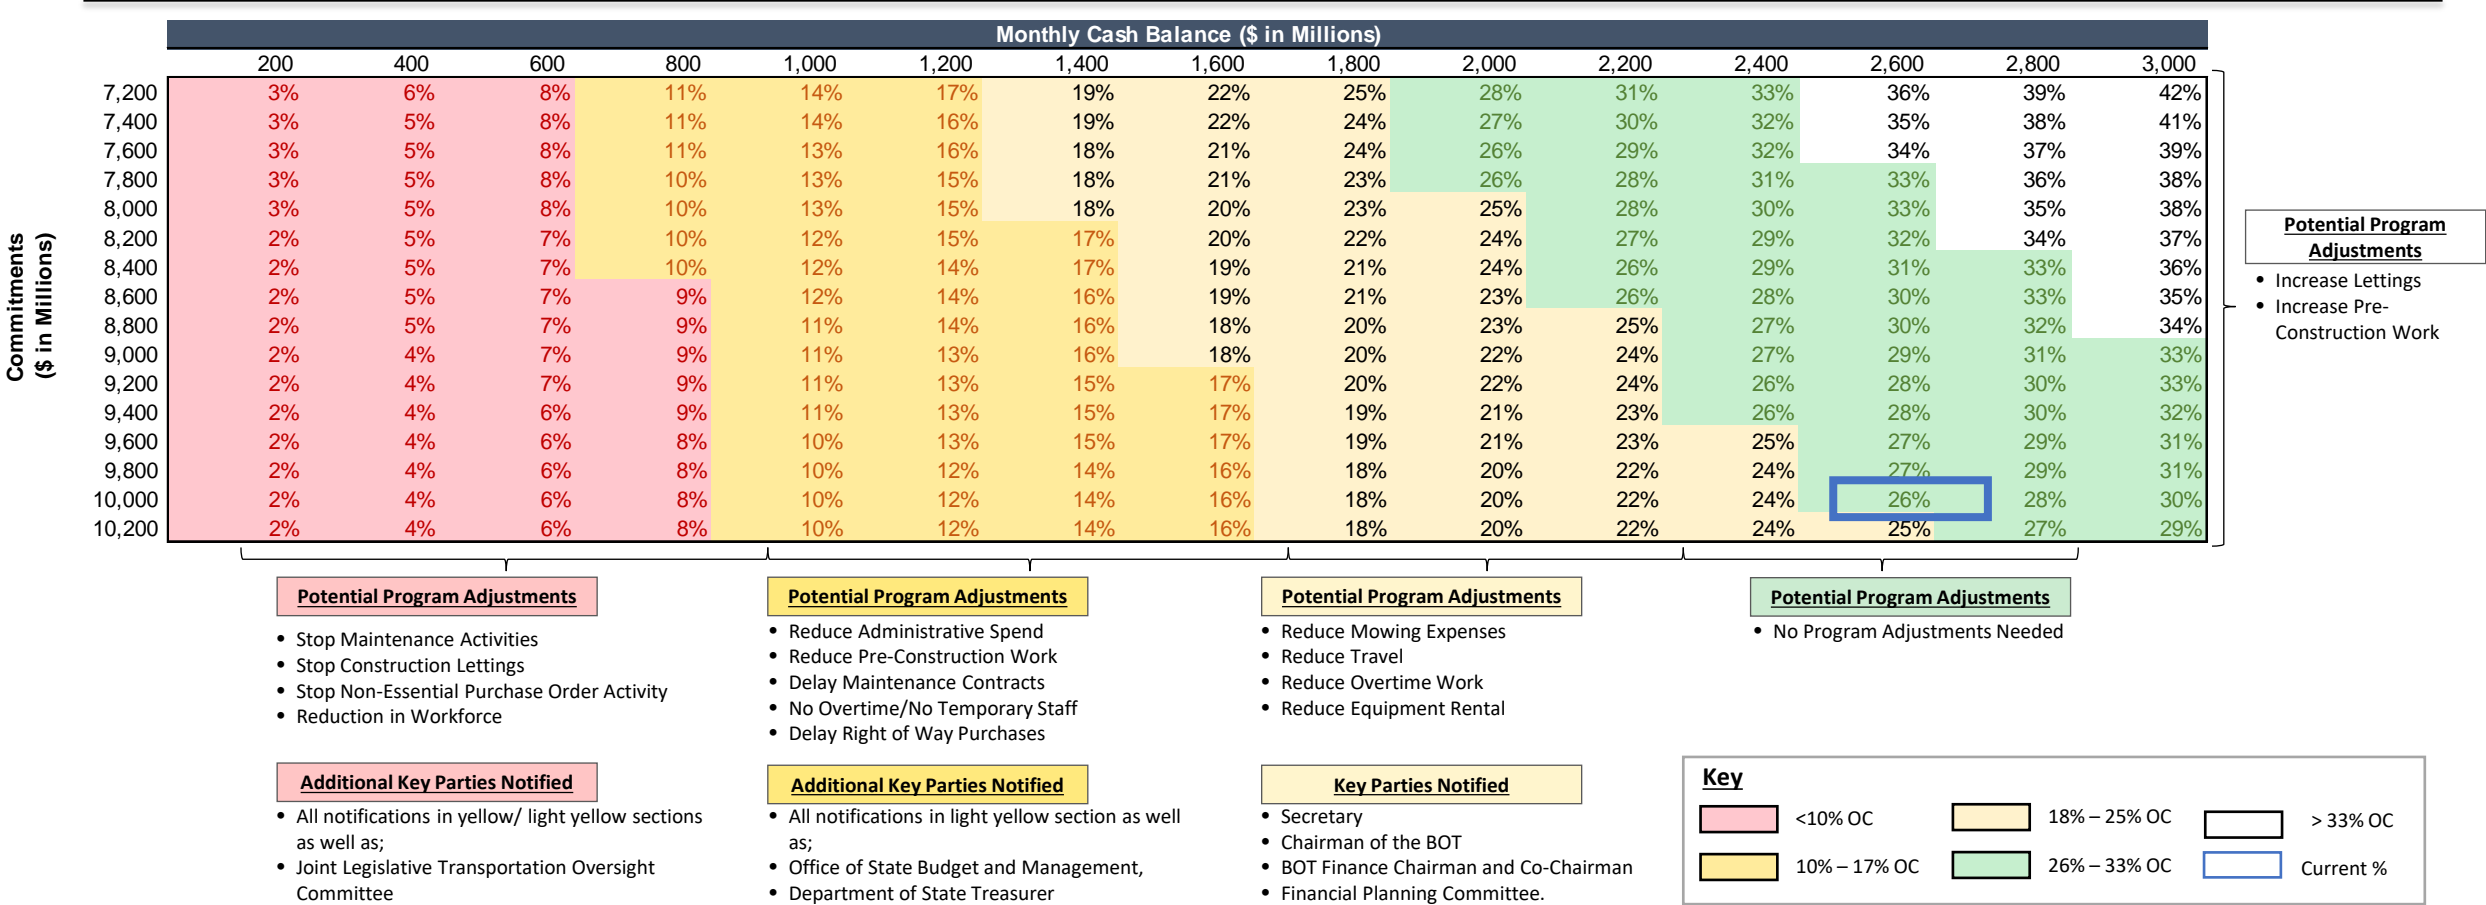 Monthly Cash Balance ($ in Millions)
200 400 600 800 1,000 1,200 1,400 1,600 1,800 2,000 2,200 2,400 2,600 2,800 3,000
Commitments
($ in Millions)
7,200 3% 6% 8% 11% 14% 17% 19% 22% 25% 28% 31% 33% 36% 39% 42%
7,400 3% 5% 8% 11% 14% 16% 19% 22% 24% 27% 30% 32% 35% 38% 41%
7,600 3% 5% 8% 11% 13% 16% 18% 21% 24% 26% 29% 32% 34% 37% 39%
7,800 3% 5% 8% 10% 13% 15% 18% 21% 23% 26% 28% 31% 33% 36% 38%
8,000 3% 5% 8% 10% 13% 15% 18% 20% 23% 25% 28% 30% 33% 35% 38%
8,200 2% 5% 7% 10% 12% 15% 17% 20% 22% 24% 27% 29% 32% 34% 37%
8,400 2% 5% 7% 10% 12% 14% 17% 19% 21% 24% 26% 29% 31% 33% 36%
8,600 2% 5% 7% 9% 12% 14% 16% 19% 21% 23% 26% 28% 30% 33% 35%
8,800 2% 5% 7% 9% 11% 14% 16% 18% 20% 23% 25% 27% 30% 32% 34%
9,000 2% 4% 7% 9% 11% 13% 16% 18% 20% 22% 24% 27% 29% 31% 33%
9,200 2% 4% 7% 9% 11% 13% 15% 17% 20% 22% 24% 26% 28% 30% 33%
9,400 2% 4% 6% 9% 11% 13% 15% 17% 19% 21% 23% 26% 28% 30% 32%
9,600 2% 4% 6% 8% 10% 13% 15% 17% 19% 21% 23% 25% 27% 29% 31%
9,800 2% 4% 6% 8% 10% 12% 14% 16% 18% 20% 22% 24% 27% 29% 31%
10,000 2% 4% 6% 8% 10% 12% 14% 16% 18% 20% 22% 24% 26% 28% 30%
10,200 2% 4% 6% 8% 10% 12% 14% 16% 18% 20% 22% 24% 25% 27% 29%
Potential Program
Adjustments
• Increase Lettings
• Increase Pre-
Construction Work
Potential Program Adjustments
• Stop Maintenance Activities
• Stop Construction Lettings
• Stop Non-Essential Purchase Order Activity
• Reduction in Workforce
Additional Key Parties Notified
• All notifications in yellow/ light yellow sections
as well as;
• Joint Legislative Transportation Oversight
Committee
Potential Program Adjustments
• Reduce Administrative Spend
• Reduce Pre-Construction Work
• Delay Maintenance Contracts
• No Overtime/No Temporary Staff
• Delay Right of Way Purchases
Additional Key Parties Notified
• All notifications in light yellow section as well
as;
• Office of State Budget and Management,
• Department of State Treasurer
Potential Program Adjustments
• Reduce Mowing Expenses
• Reduce Travel
• Reduce Overtime Work
• Reduce Equipment Rental
Key Parties Notified
• Secretary
• Chairman of the BOT
• BOT Finance Chairman and Co-Chairman
• Financial Planning Committee.
Potential Program Adjustments
• No Program Adjustments Needed
Key
<10% OC
18% – 25% OC
> 33% OC
10% – 17% OC
26% – 33% OC
Current %